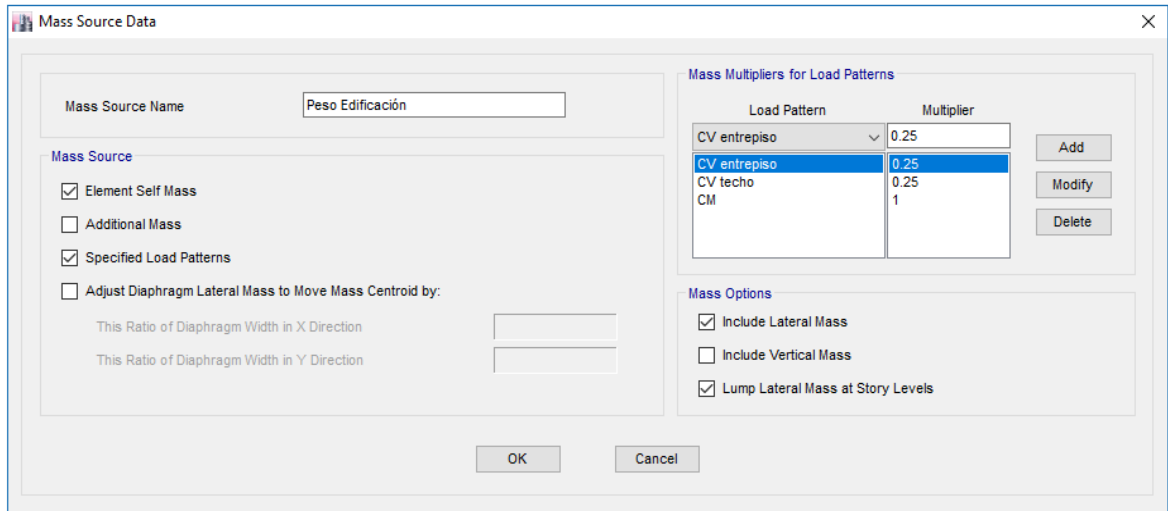 Mass Source Data
Mass Source Name Peso Edificación
Mass Source
Element Self Mass
Additional Mass
Specified Load Patterns
Adjust Diaphragm Lateral Mass to Move Mass Centroid by:
This Ratio of Diaphragm Width in X Direction
This Ratio of Diaphragm Width in Y Direction
Mass Multipliers for Load Patterns
Load Pattern Multiplier
CV entrepiso 0.25
CV entrepiso 0.25
CV techo 0.25
CM 1
Add
Modify
Delete
Mass Options
Include Lateral Mass
Include Vertical Mass
Lump Lateral Mass at Story Levels
OK Cancel